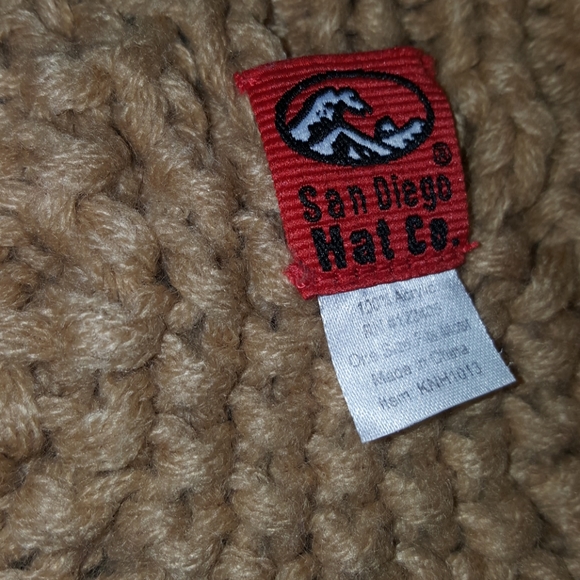 ®
San Diego
Hat Co.
100% Acrylic
One Size Fits Most
Made in China
Item: KNH1013